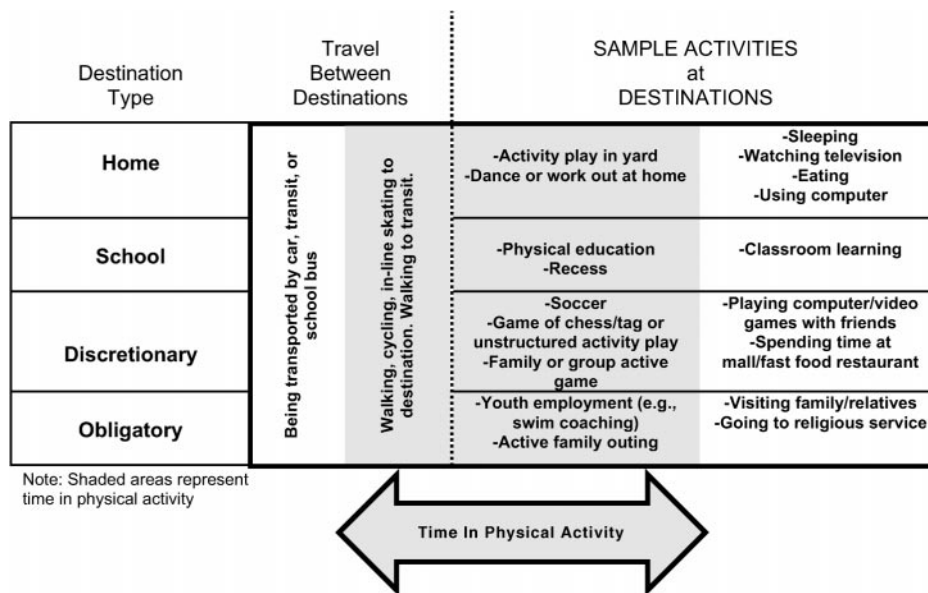 Destination
Type
Travel
Between
Destinations
SAMPLE ACTIVITIES
at
DESTINATIONS
Home
School
Discretionary
Obligatory
Being transported by car, transit, or
school bus
Walking, cycling, in-line skating to
destination. Walking to transit.
-Activity play in yard
-Dance or work out at home
-Sleeping
-Watching television
-Eating
-Using computer
-Physical education
-Recess
-Classroom learning
-Soccer
-Game of chess/tag or
unstructured activity play
-Family or group active
game
-Playing computer/video
games with friends
-Spending time at
mall/fast food restaurant
-Youth employment (e.g.,
swim coaching)
-Active family outing
-Visiting family/relatives
-Going to religious service
Note: Shaded areas represent
time in physical activity
Time In Physical Activity